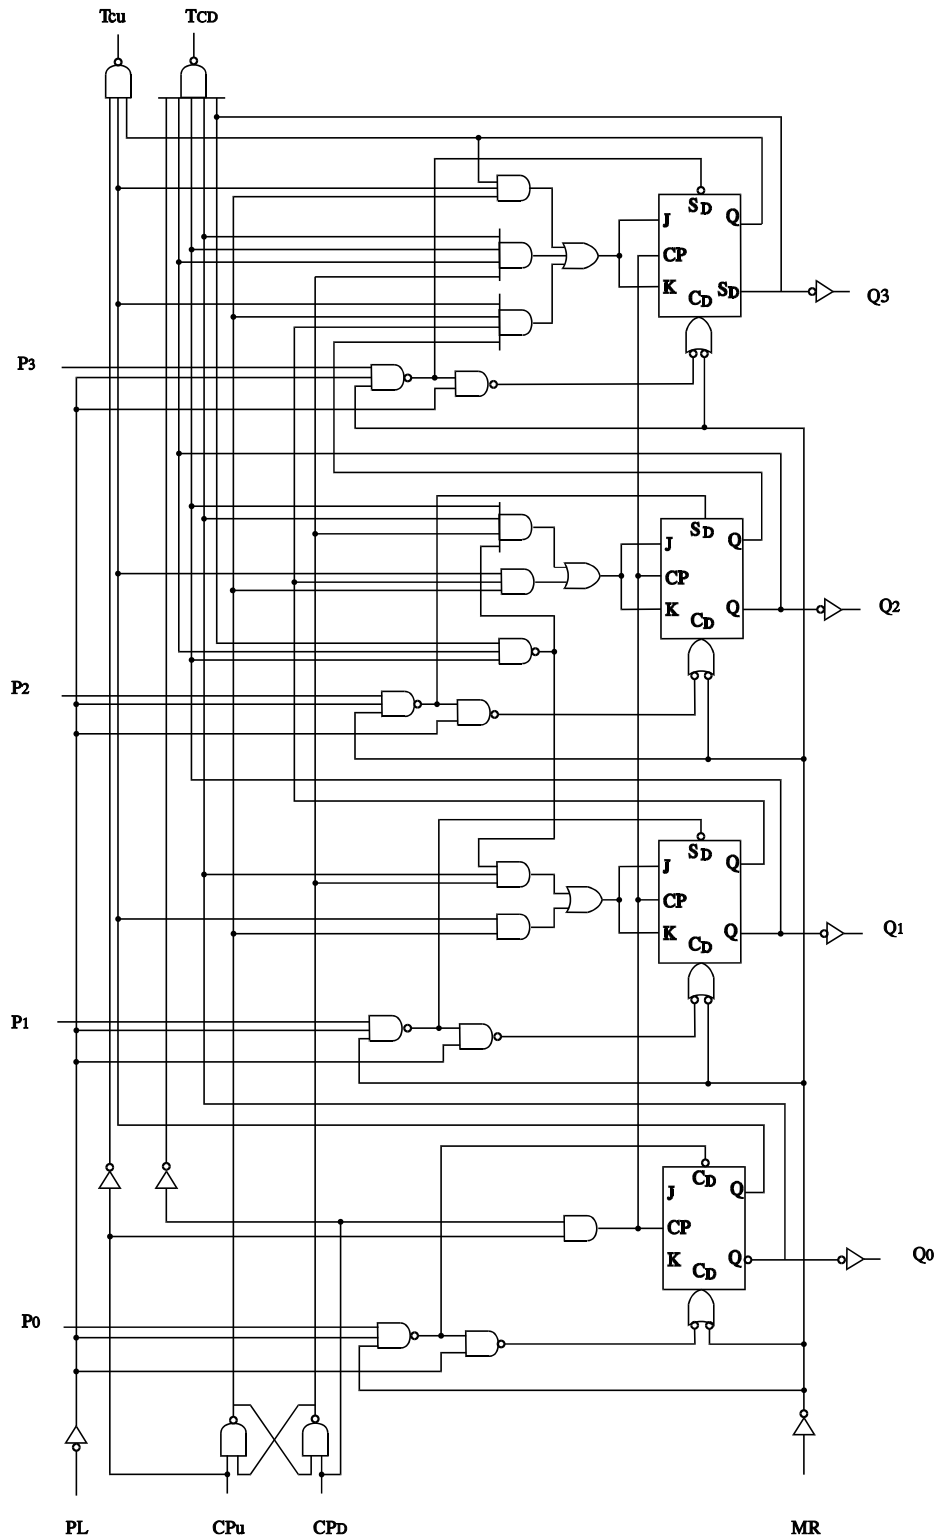 Tcu TCD
SD
J Q
CP
K CD SD
Q3
P3
SD
J Q
CP
K CD Q
Q2
P2
SD
J Q
CP
K CD Q
Q1
P1
CD
J Q
CP
K CD Q
Q0
P0
PL CPu CPD MR